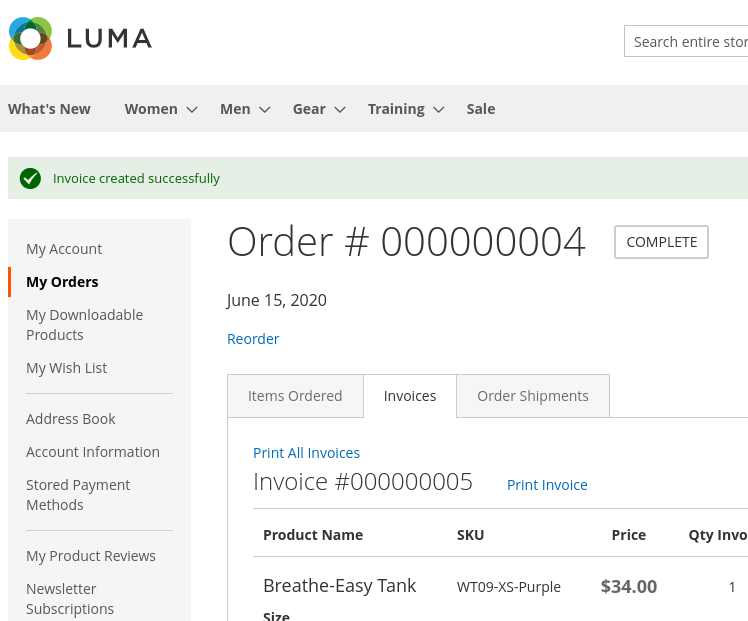 LUMA
Search entire stor
What's New Women Men Gear Training Sale
Invoice created successfully
My Account
My Orders
My Downloadable
Products
My Wish List
Address Book
Account Information
Stored Payment
Methods
My Product Reviews
Newsletter
Subscriptions
Order # 000000004 COMPLETE
June 15, 2020
Reorder
Items Ordered Invoices Order Shipments
Print All Invoices
Invoice #000000005 Print Invoice
Product Name SKU Price Qty Invo
Breathe-Easy Tank WT09-XS-Purple $34.00 1
Size